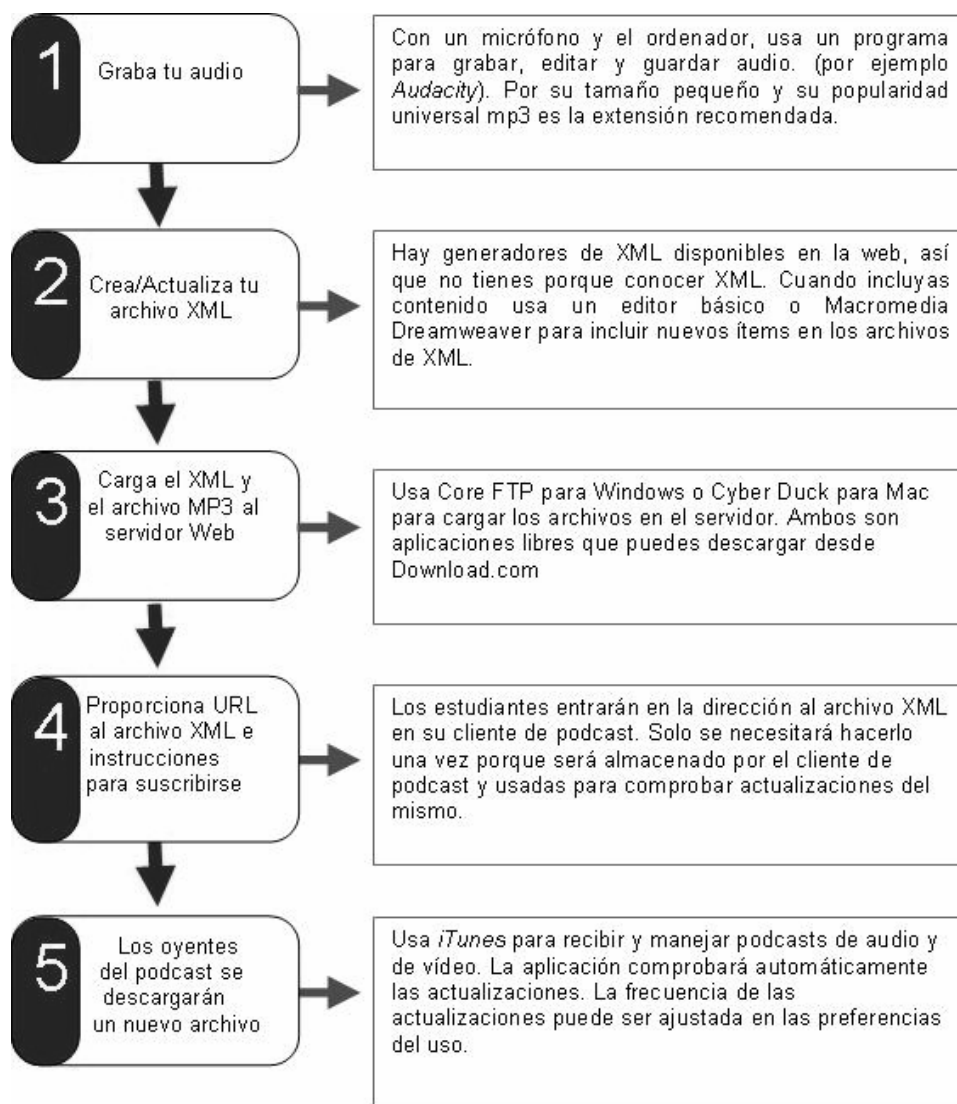 1
Graba tu audio
Con un micrófono y el ordenador, usa un programa
para grabar, editar y guardar audio. (por ejemplo
Audacity). Por su tamaño pequeño y su popularidad
universal mp3 es la extensión recomendada.
2
Crea/Actualiza tu
archivo XML
Hay generadores de XML disponibles en la web, así
que no tienes porque conocer XML. Cuando incluyas
contenido usa un editor básico o Macromedia
Dreamweaver para incluir nuevos ítems en los archivos
de XML.
3
Carga el XML y
el archivo MP3 al
servidor Web
Usa Core FTP para Windows o Cyber Duck para Mac
para cargar los archivos en el servidor. Ambos son
aplicaciones libres que puedes descargar desde
Download.com
4
Proporciona URL
al archivo XML e
instrucciones
para suscribirse
Los estudiantes entrarán en la dirección al archivo XML
en su cliente de podcast. Solo se necesitará hacerlo
una vez porque será almacenado por el cliente de
podcast y usadas para comprobar actualizaciones del
mismo.
5
Los oyentes
del podcast se
descargarán
un nuevo archivo
Usa iTunes para recibir y manejar podcasts de audio y
de vídeo. La aplicación comprobará automáticamente
las actualizaciones. La frecuencia de las
actualizaciones puede ser ajustada en las preferencias
del uso.